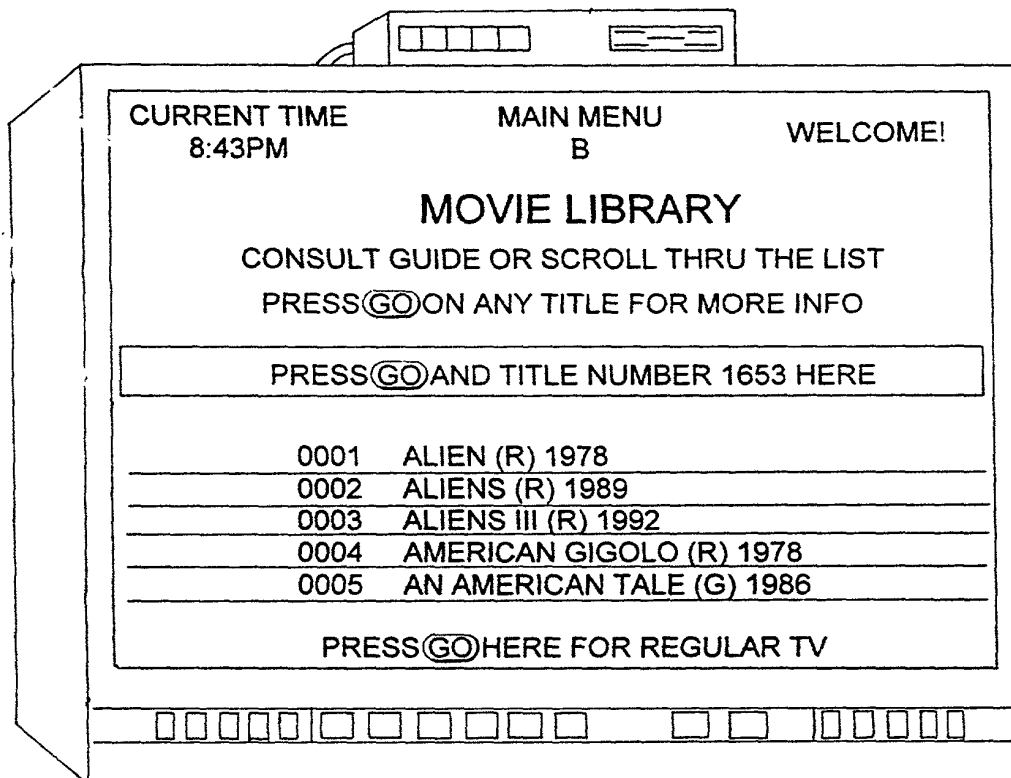 CURRENT TIME MAIN MENU WELCOME!
8:43PM B
MOVIE LIBRARY
CONSULT GUIDE OR SCROLL THRU THE LIST
PRESS GO ON ANY TITLE FOR MORE INFO
PRESS GO AND TITLE NUMBER 1653 HERE
0001 ALIEN (R) 1978
0002 ALIENS (R) 1989
0003 ALIENS III (R) 1992
0004 AMERICAN GIGOLO (R) 1978
0005 AN AMERICAN TALE (G) 1986
PRESS GO HERE FOR REGULAR TV